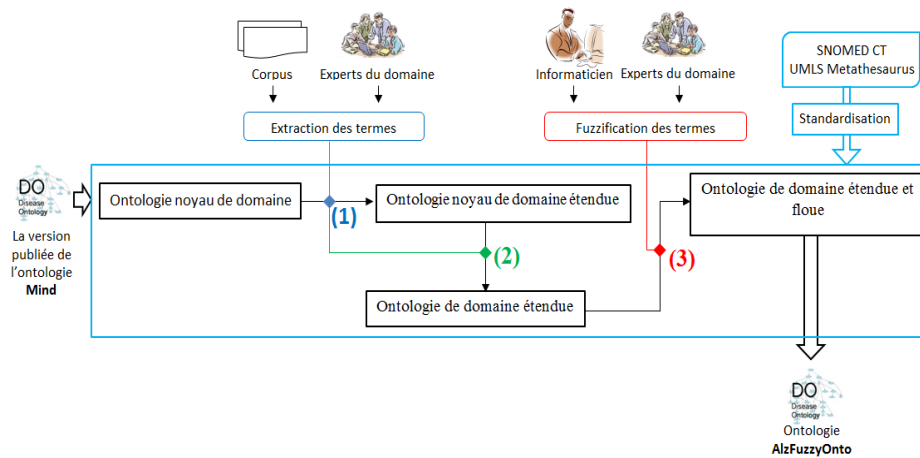 Corpus
Experts du domaine
Informaticien
Experts du domaine
SNOMED CT
UMLS Metathesaurus
Extraction des termes
Fuzzification des termes
Standardisation
DO
Disease
Ontology
La version
publiée de
l'ontologie
Mind
Ontologie noyau de domaine
(1)
Ontologie noyau de domaine étendue
Ontologie de domaine étendue et
floue
(2)
(3)
Ontologie de domaine étendue
DO
Disease
Ontology
Ontologie
AlzFuzzyOnto